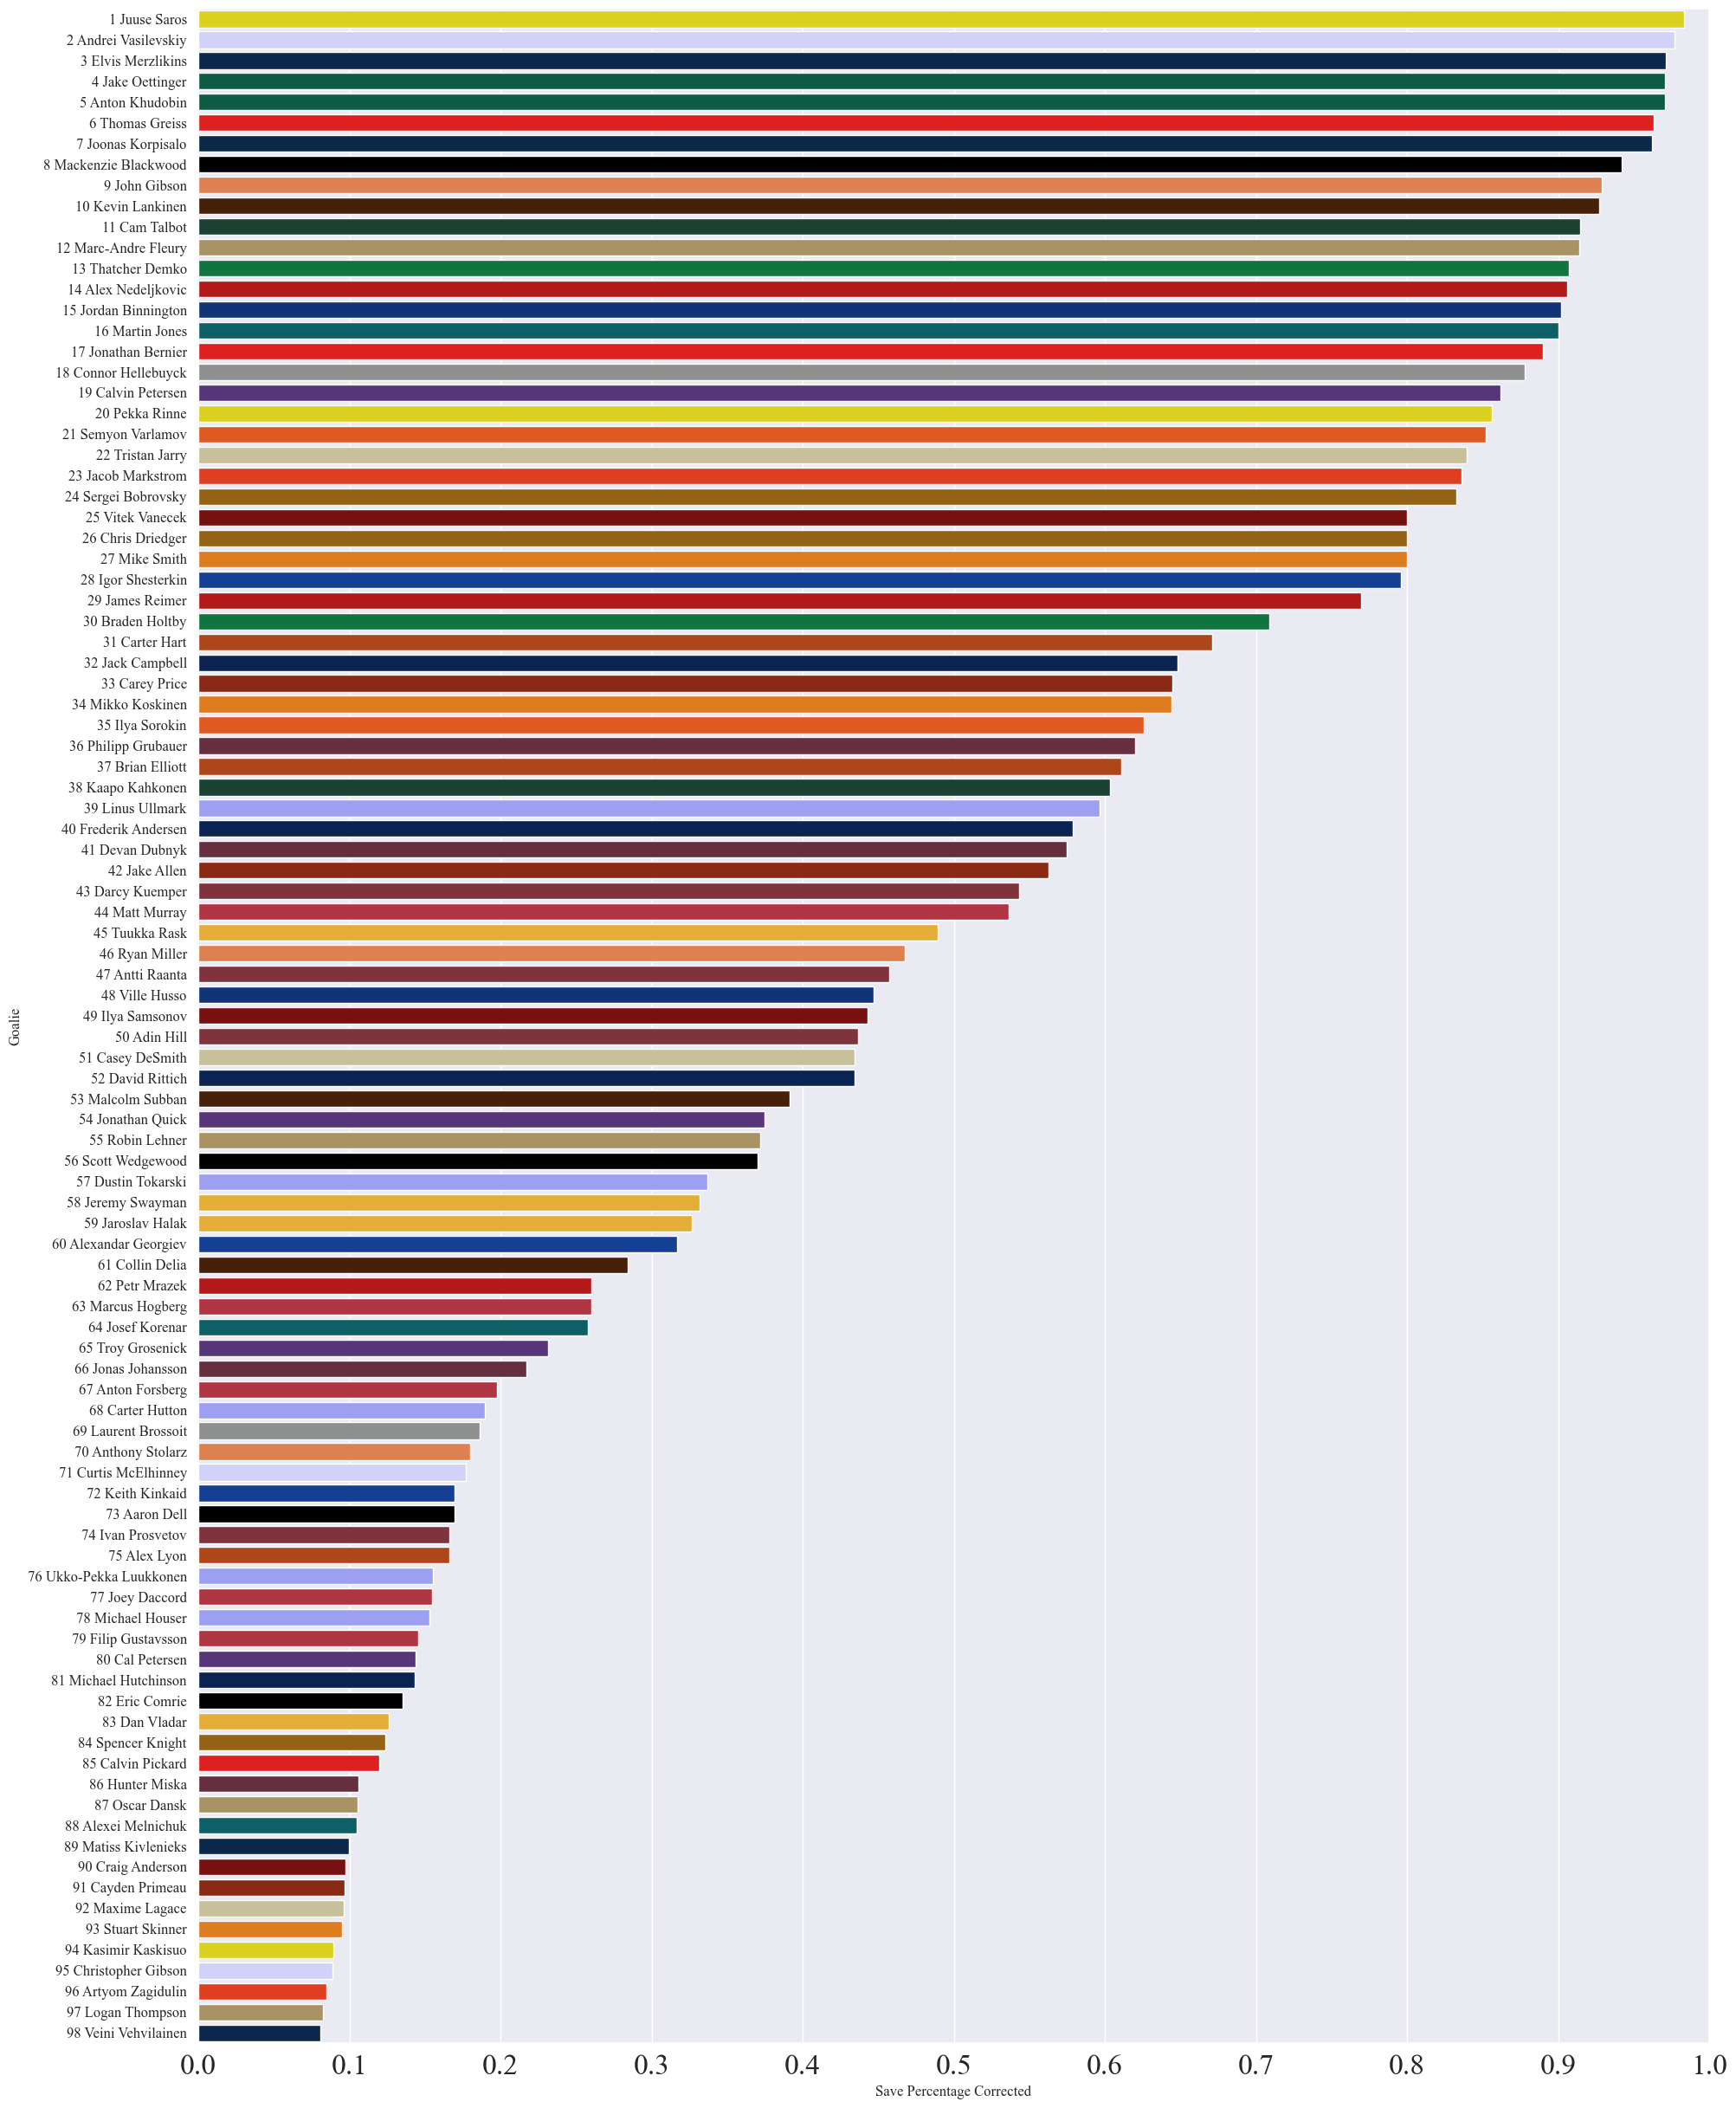 1 Juuse Saros
2 Andrei Vasilevskiy
3 Elvis Merzlikins
4 Jake Oettinger
5 Anton Khudobin
6 Thomas Greiss
7 Joonas Korpisalo
8 Mackenzie Blackwood
9 John Gibson
10 Kevin Lankinen
11 Cam Talbot
12 Marc-Andre Fleury
13 Thatcher Demko
14 Alex Nedeljkovic
15 Jordan Binnington
16 Martin Jones
17 Jonathan Bernier
18 Connor Hellebuyck
19 Calvin Petersen
20 Pekka Rinne
21 Semyon Varlamov
22 Tristan Jarry
23 Jacob Markstrom
24 Sergei Bobrovsky
25 Vitek Vanecek
26 Chris Driedger
27 Mike Smith
28 Igor Shesterkin
29 James Reimer
30 Braden Holtby
31 Carter Hart
32 Jack Campbell
33 Carey Price
34 Mikko Koskinen
35 Ilya Sorokin
36 Philipp Grubauer
37 Brian Elliott
38 Kaapo Kahkonen
39 Linus Ullmark
40 Frederik Andersen
41 Devan Dubnyk
42 Jake Allen
43 Darcy Kuemper
44 Matt Murray
45 Tuukka Rask
46 Ryan Miller
47 Antti Raanta
48 Ville Husso
49 Ilya Samsonov
50 Adin Hill
51 Casey DeSmith
52 David Rittich
53 Malcolm Subban
54 Jonathan Quick
55 Robin Lehner
56 Scott Wedgewood
57 Dustin Tokarski
58 Jeremy Swayman
59 Jaroslav Halak
60 Alexandar Georgiev
61 Collin Delia
62 Petr Mrazek
63 Marcus Hogberg
64 Josef Korenar
65 Troy Grosenick
66 Jonas Johansson
67 Anton Forsberg
68 Carter Hutton
69 Laurent Brossoit
70 Anthony Stolarz
71 Curtis McElhinney
72 Keith Kinkaid
73 Aaron Dell
74 Ivan Prosvetov
75 Alex Lyon
76 Ukko-Pekka Luukkonen
77 Joey Daccord
78 Michael Houser
79 Filip Gustavsson
80 Cal Petersen
81 Michael Hutchinson
82 Eric Comrie
83 Dan Vladar
84 Spencer Knight
85 Calvin Pickard
86 Hunter Miska
87 Oscar Dansk
88 Alexei Melnichuk
89 Matiss Kivlenieks
90 Craig Anderson
91 Cayden Primeau
92 Maxime Lagace
93 Stuart Skinner
94 Kasimir Kaskisuo
95 Christopher Gibson
96 Artyom Zagidulin
97 Logan Thompson
98 Veini Vehvilainen
Goalie
0.0 0.1 0.2 0.3 0.4 0.5 0.6 0.7 0.8 0.9 1.0
Save Percentage Corrected